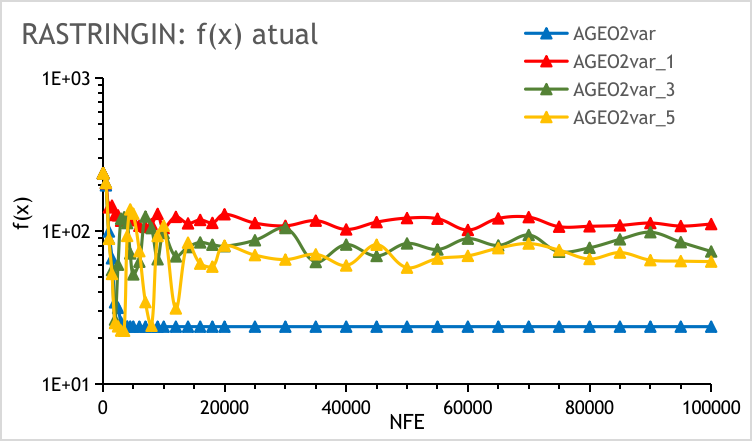 RASTRINGIN: f(x) atual
AGEO2var
AGEO2var_1
AGEO2var_3
AGEO2var_5
1E+03
1E+02
1E+01
f(x)
0 20000 40000 60000 80000 100000
NFE